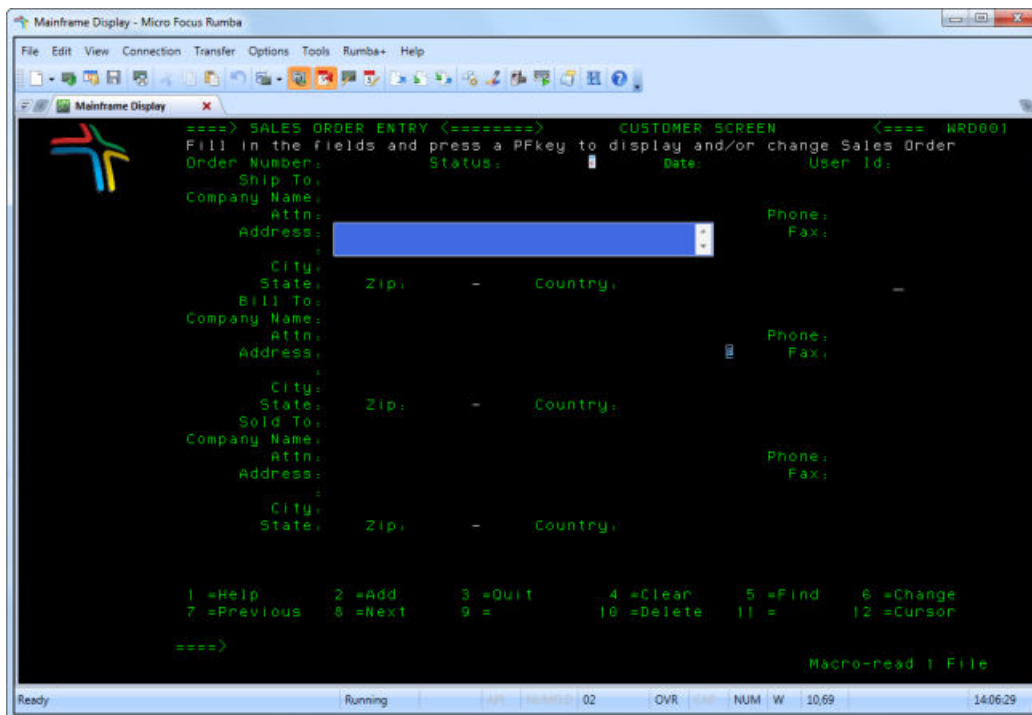 Mainframe Display - Micro Focus Rumba
File Edit View Connection Transfer Options Tools Rumba+ Help
Mainframe Display
====> SALES ORDER ENTRY <========> CUSTOMER SCREEN <==== WRD001
Fill in the fields and press a PFkey to display and/or change Sales Order
Order Number: Status: Date: User Id:
Ship To:
Company Name:
Attn: Phone:
Address: Fax:
:
City:
State: Zip: - Country:
Bill To:
Company Name:
Attn: Phone:
Address: Fax:
:
City:
State: Zip: - Country:
Sold To:
Company Name:
Attn: Phone:
Address: Fax:
:
City:
State: Zip: - Country:
1 =Help 2 =Add 3 =Quit 4 =Clear 5 =Find 6 =Change
7 =Previous 8 =Next 9 = 10 =Delete 11 = 12 =Cursor
====>
Macro-read 1 File
Ready Running API NUMFLD 02 OVR CAP NUM W 10,69 14:06:29